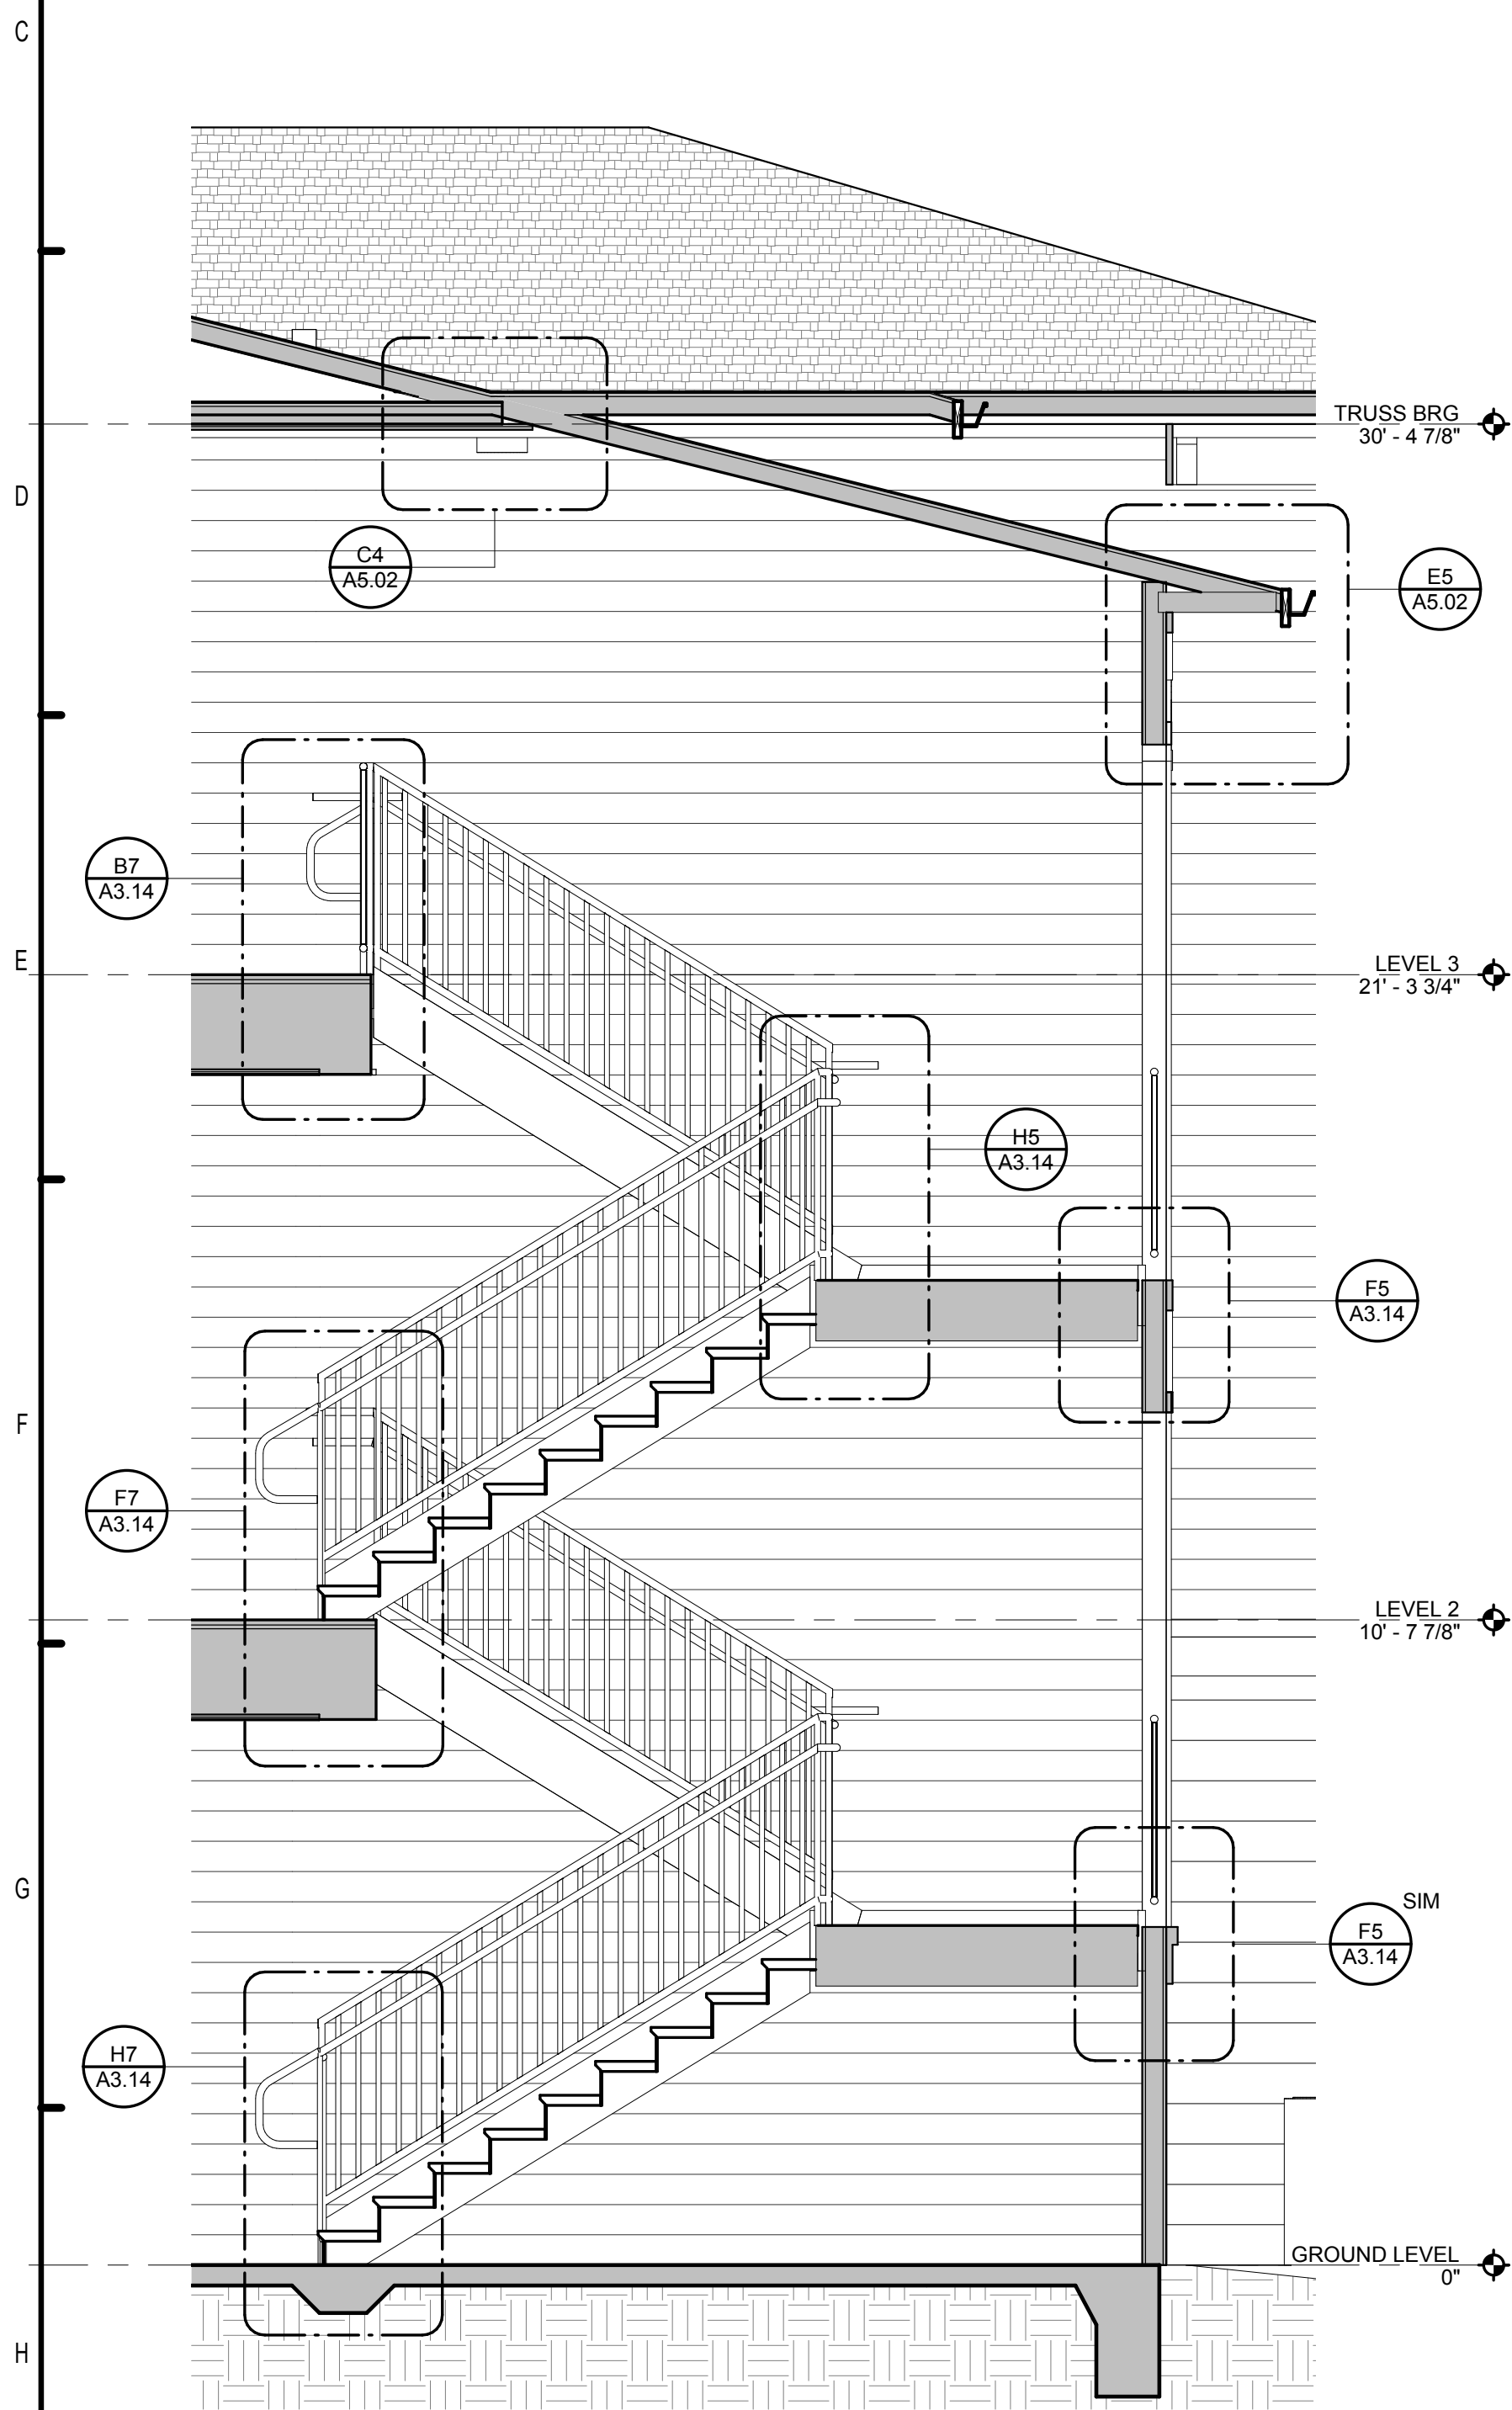 C
TRUSS BRG
30' - 4 7/8"
D
C4
A5.02
E5
A5.02
B7
A3.14
E
LEVEL 3
21' - 3 3/4"
H5
A3.14
F5
A3.14
F
F7
A3.14
LEVEL 2
10' - 7 7/8"
G
SIM
F5
A3.14
H7
A3.14
GROUND LEVEL
0"
H